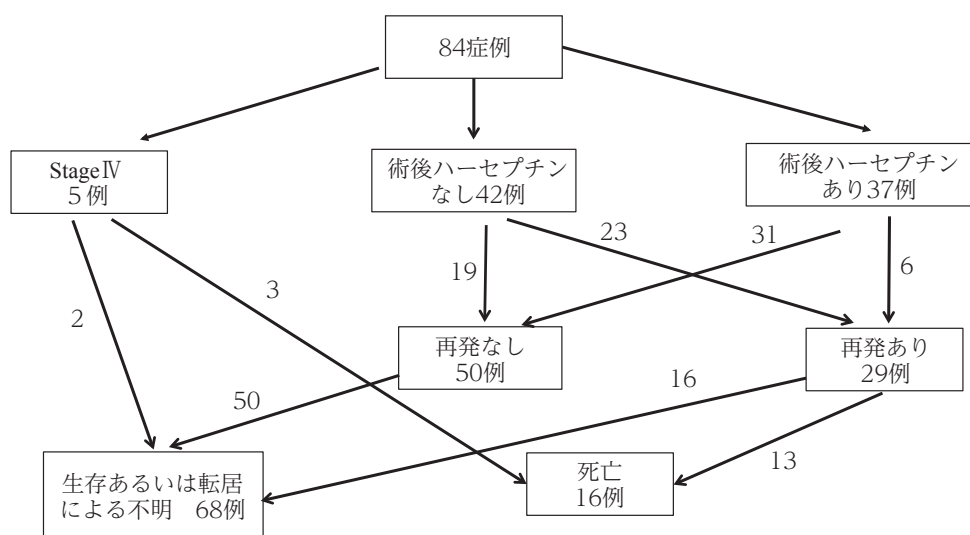 84症例
StageⅣ
5例
術後ハーセプチン
なし42例
術後ハーセプチン
あり37例
23
31
19
6
3
2
再発なし
50例
再発あり
29例
16
50
13
生存あるいは転居
による不明 68例
死亡
16例